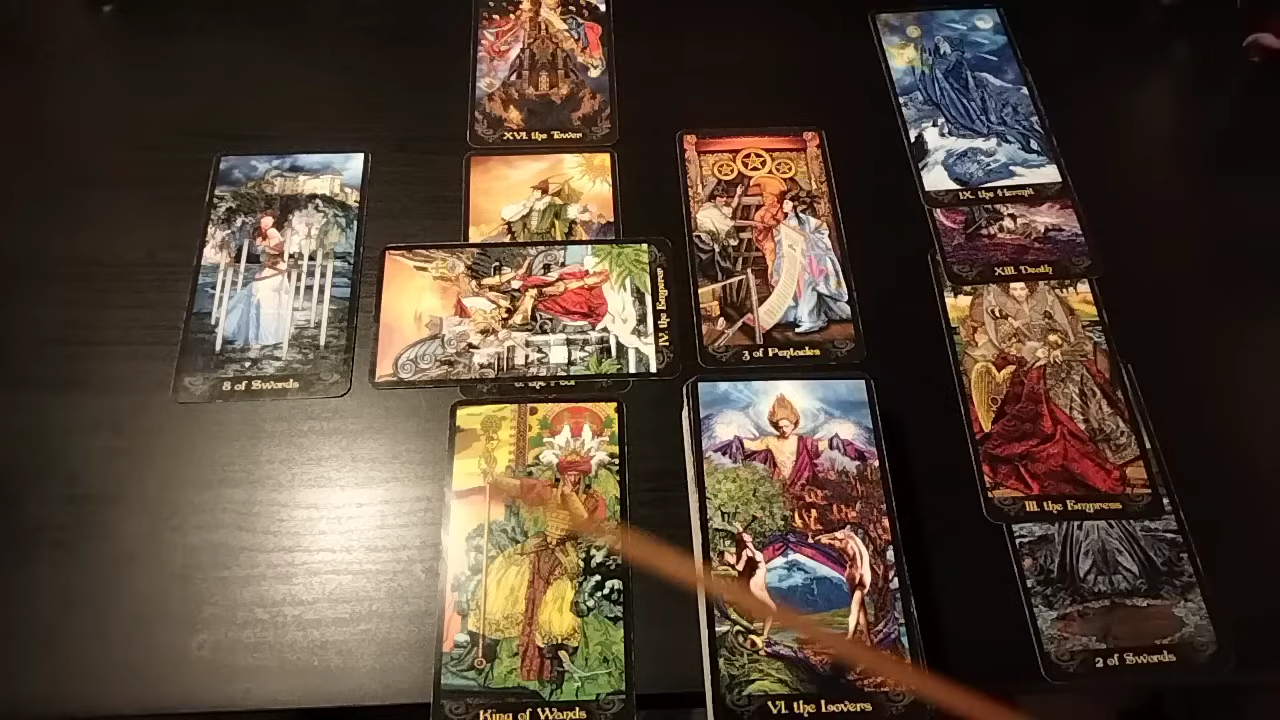 XVI. the Tower
IX. the Hermit
XIII. Death
IV. the Emperor
3 of Pentacles
8 of Swords
III. the Empress
2 of Swords
VI. the Lovers
King of Wands